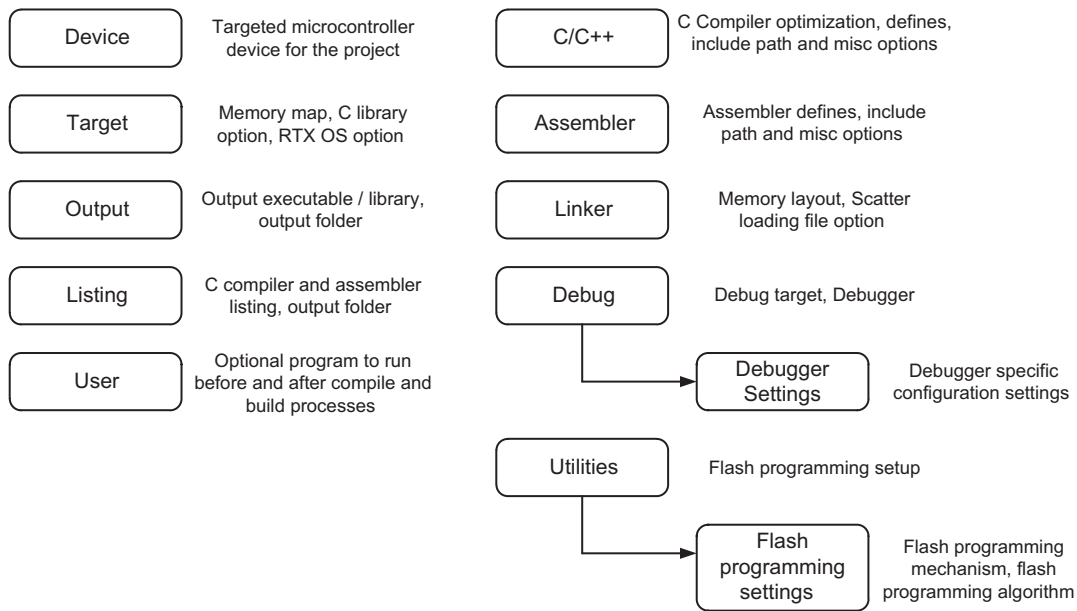 Device
Targeted microcontroller
device for the project
Target
Memory map, C library
option, RTX OS option
Output
Output executable / library,
output folder
Listing
C compiler and assembler
listing, output folder
User
Optional program to run
before and after compile and
build processes
C/C++
C Compiler optimization, defines,
include path and misc options
Assembler
Assembler defines, include
path and misc options
Linker
Memory layout, Scatter
loading file option
Debug
Debug target, Debugger
Debugger
Settings
Debugger specific
configuration settings
Utilities
Flash programming setup
Flash
programming
settings
Flash programming
mechanism, flash
programming algorithm